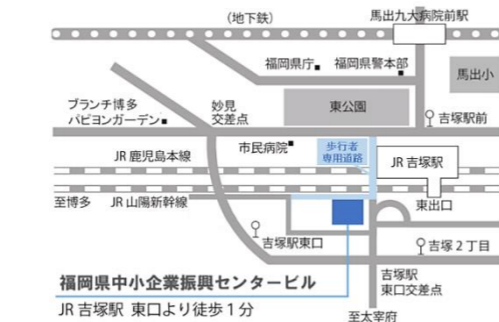 （地下鉄）
馬出九大病院前駅
福岡県庁
福岡県警本部
馬出小
ブランチ博多
パピヨンガーデン
妙見
交差点
東公園
吉塚駅前
市民病院
歩行者
専用道路
JR 鹿児島本線
JR 吉塚駅
至博多
JR 山陽新幹線
東出口
吉塚駅東口
吉塚２丁目
福岡県中小企業振興センタービル
JR 吉塚駅 東口より徒歩１分
吉塚駅
東口交差点
至太宰府